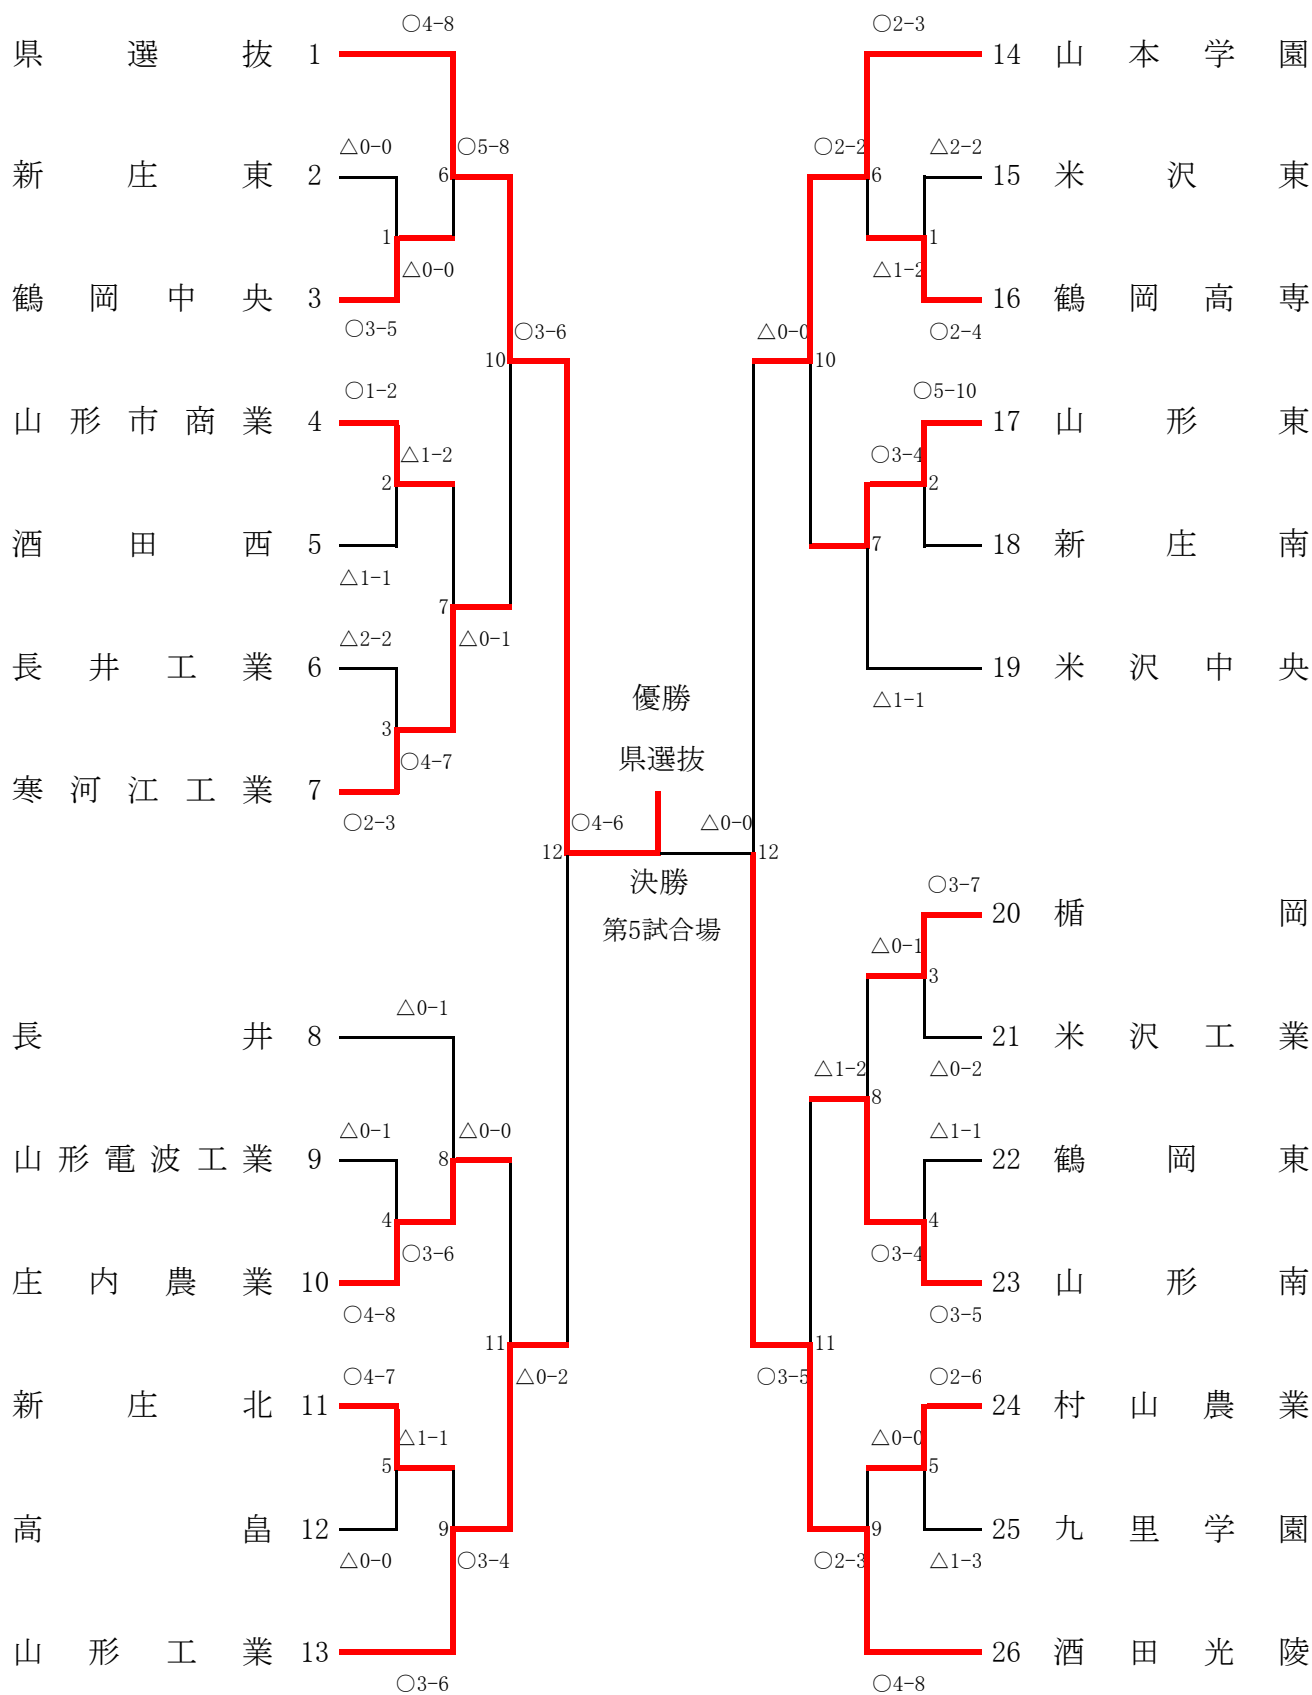 ○4-8
県選抜 1
△0-0
○5-8
新庄東 2
6
1
△0-0
鶴岡中央 3
○3-5
○3-6
10
○1-2
山形市商業 4
△1-2
2
酒田西 5
△1-1
7
△2-2
△0-1
長井工業 6
3
○4-7
寒河江工業 7
○2-3
○4-6
12
△0-1
長井 8
△0-1
△0-0
山形電波工業 9
8
4
○3-6
庄内農業 10
○4-8
11
○4-7
△0-2
新庄北 11
△1-1
5
高畠 12
9
△0-0
○3-4
山形工業 13
○3-6
優勝
県選抜
決勝
第5試合場
○2-3
14 山本学園
○2-2
△2-2
6
15 米沢東
1
△1-2
16 鶴岡高専
○2-4
△0-0
10
○5-10
17 山形東
○3-4
2
7
18 新庄南
19 米沢中央
△1-1
△0-0
12
○3-7
20 楯岡
△0-1
3
21 米沢工業
△1-2
△0-2
8
△1-1
22 鶴岡東
4
○3-4
23 山形南
○3-5
11
○3-5
○2-6
24 村山農業
△0-0
5
9
25 九里学園
○2-3
△1-3
26 酒田光陵
○4-8